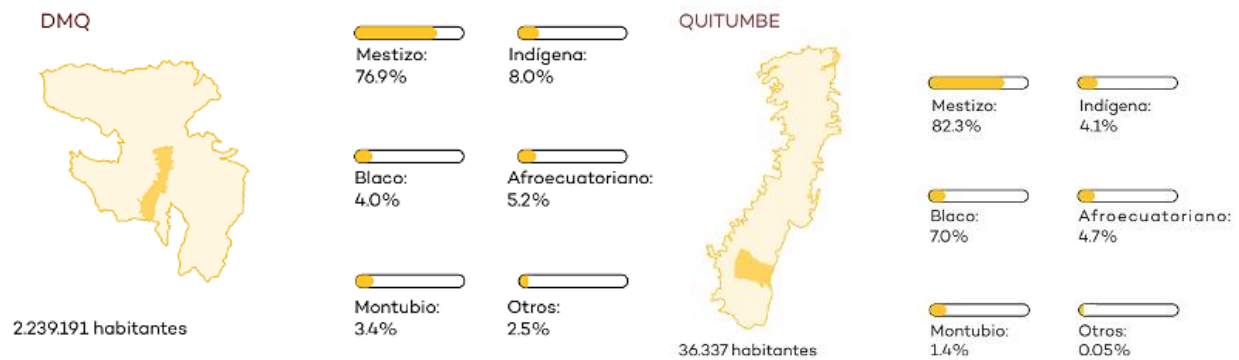 DMQ
Mestizo:
76.9%
Indígena:
8.0%
Blaco:
4.0%
Afroecuatoriano:
5.2%
Montubio:
3.4%
Otros:
2.5%
2.239.191 habitantes
QUITUMBE
Mestizo:
82.3%
Indígena:
4.1%
Blaco:
7.0%
Afroecuatoriano:
4.7%
Montubio:
1.4%
Otros:
0.05%
36.337 habitantes